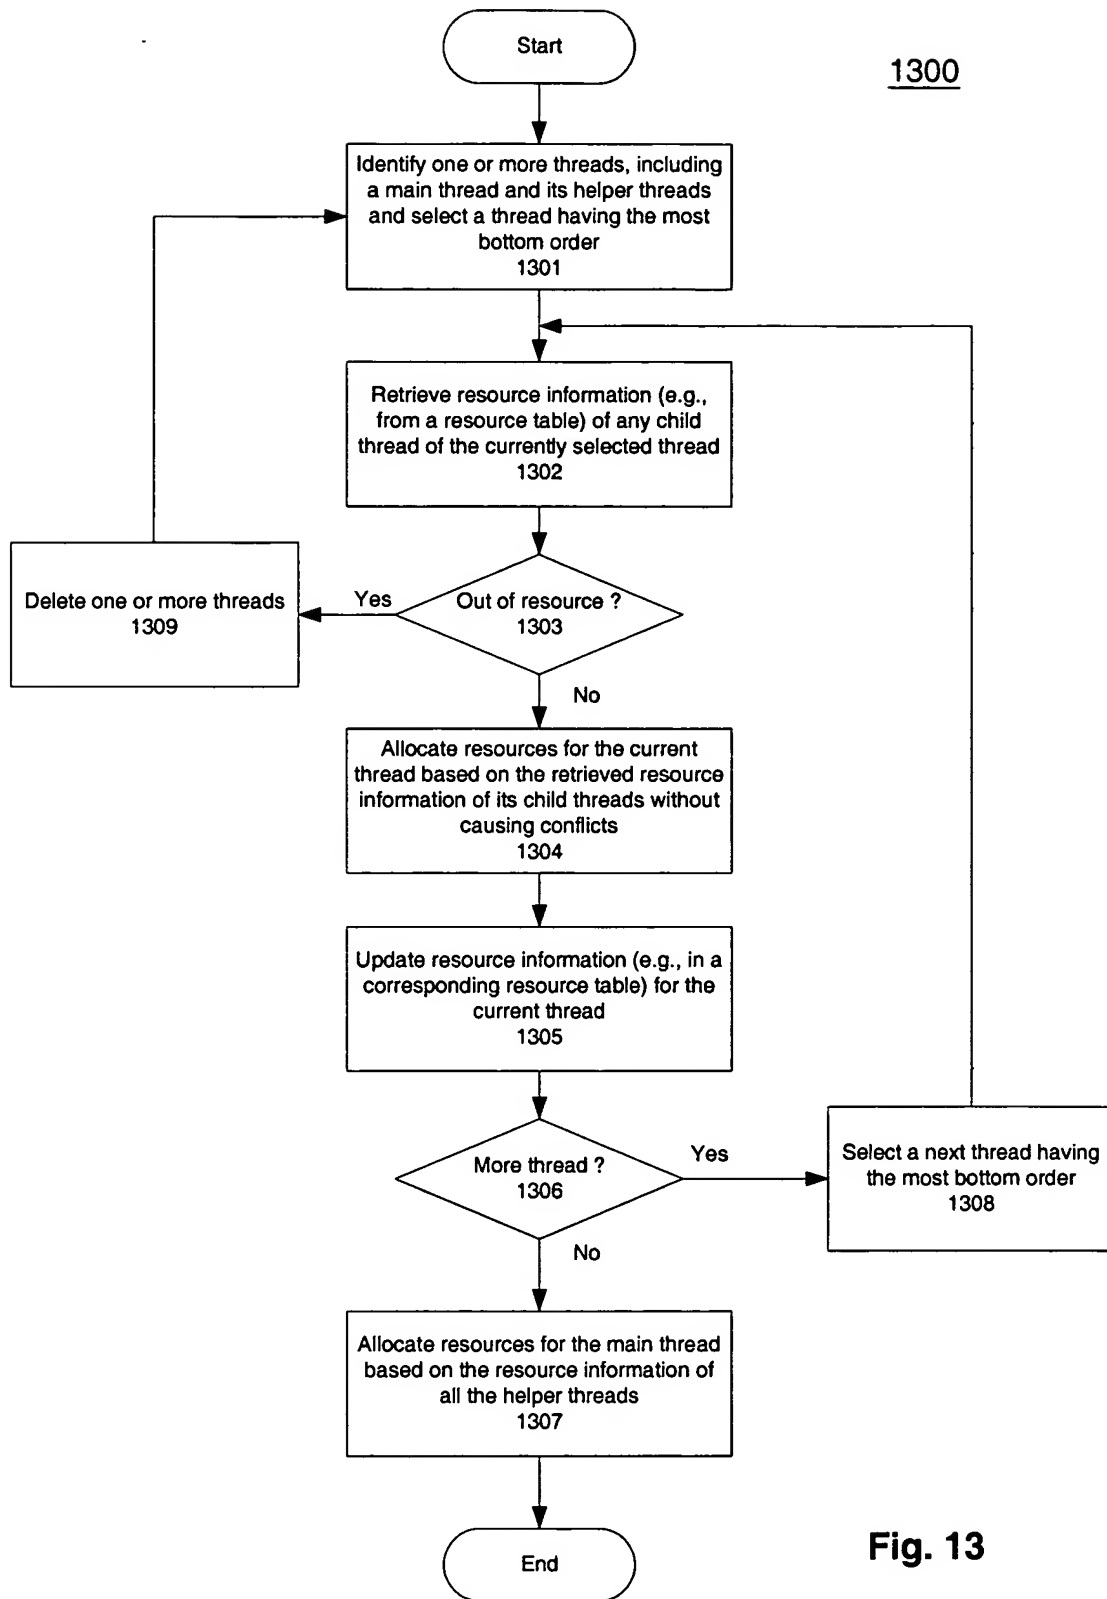 Start
1300
Identify one or more threads, including
a main thread and its helper threads
and select a thread having the most
bottom order
1301
Retrieve resource information (e.g.,
from a resource table) of any child
thread of the currently selected thread
1302
Delete one or more threads
1309
Yes
Out of resource ?
1303
No
Allocate resources for the current
thread based on the retrieved resource
information of its child threads without
causing conflicts
1304
Update resource information (e.g., in a
corresponding resource table) for the
current thread
1305
More thread ?
1306
Yes
Select a next thread having
the most bottom order
1308
No
Allocate resources for the main thread
based on the resource information of
all the helper threads
1307
End
Fig. 13